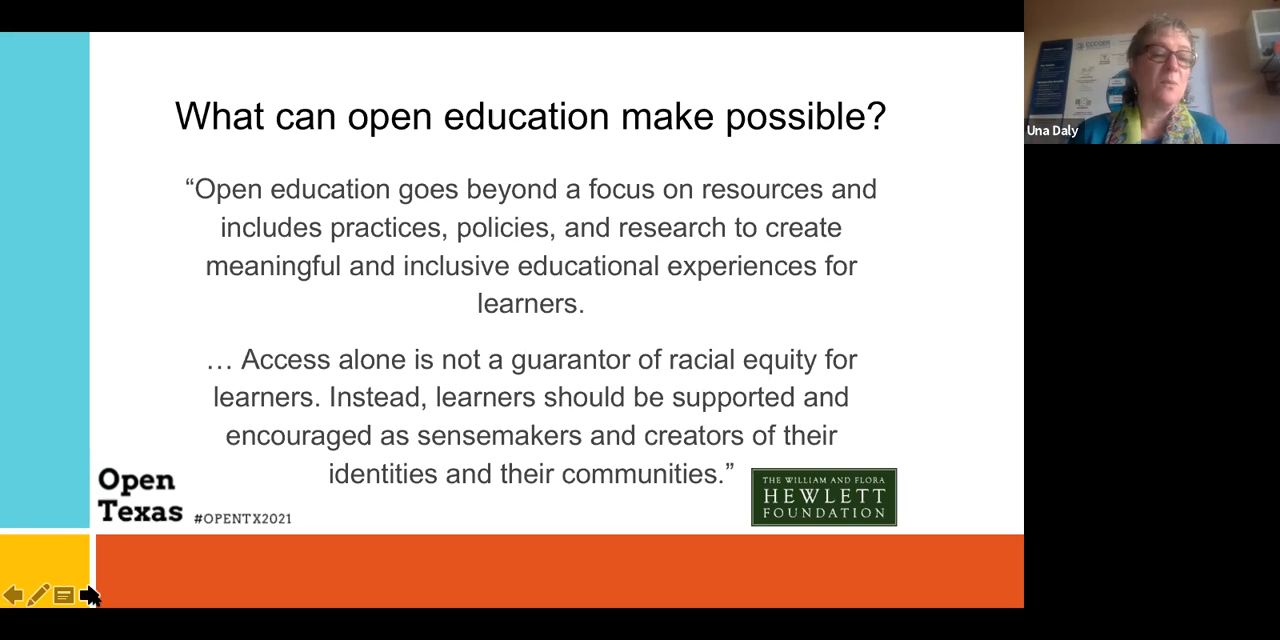 What can open education make possible?
“Open education goes beyond a focus on resources and
includes practices, policies, and research to create
meaningful and inclusive educational experiences for
learners.
… Access alone is not a guarantor of racial equity for
learners. Instead, learners should be supported and
encouraged as sensemakers and creators of their
identities and their communities.”
Open
Texas
#OPENTX2021
THE WILLIAM AND FLORA
HEWLETT
FOUNDATION
Una Daly